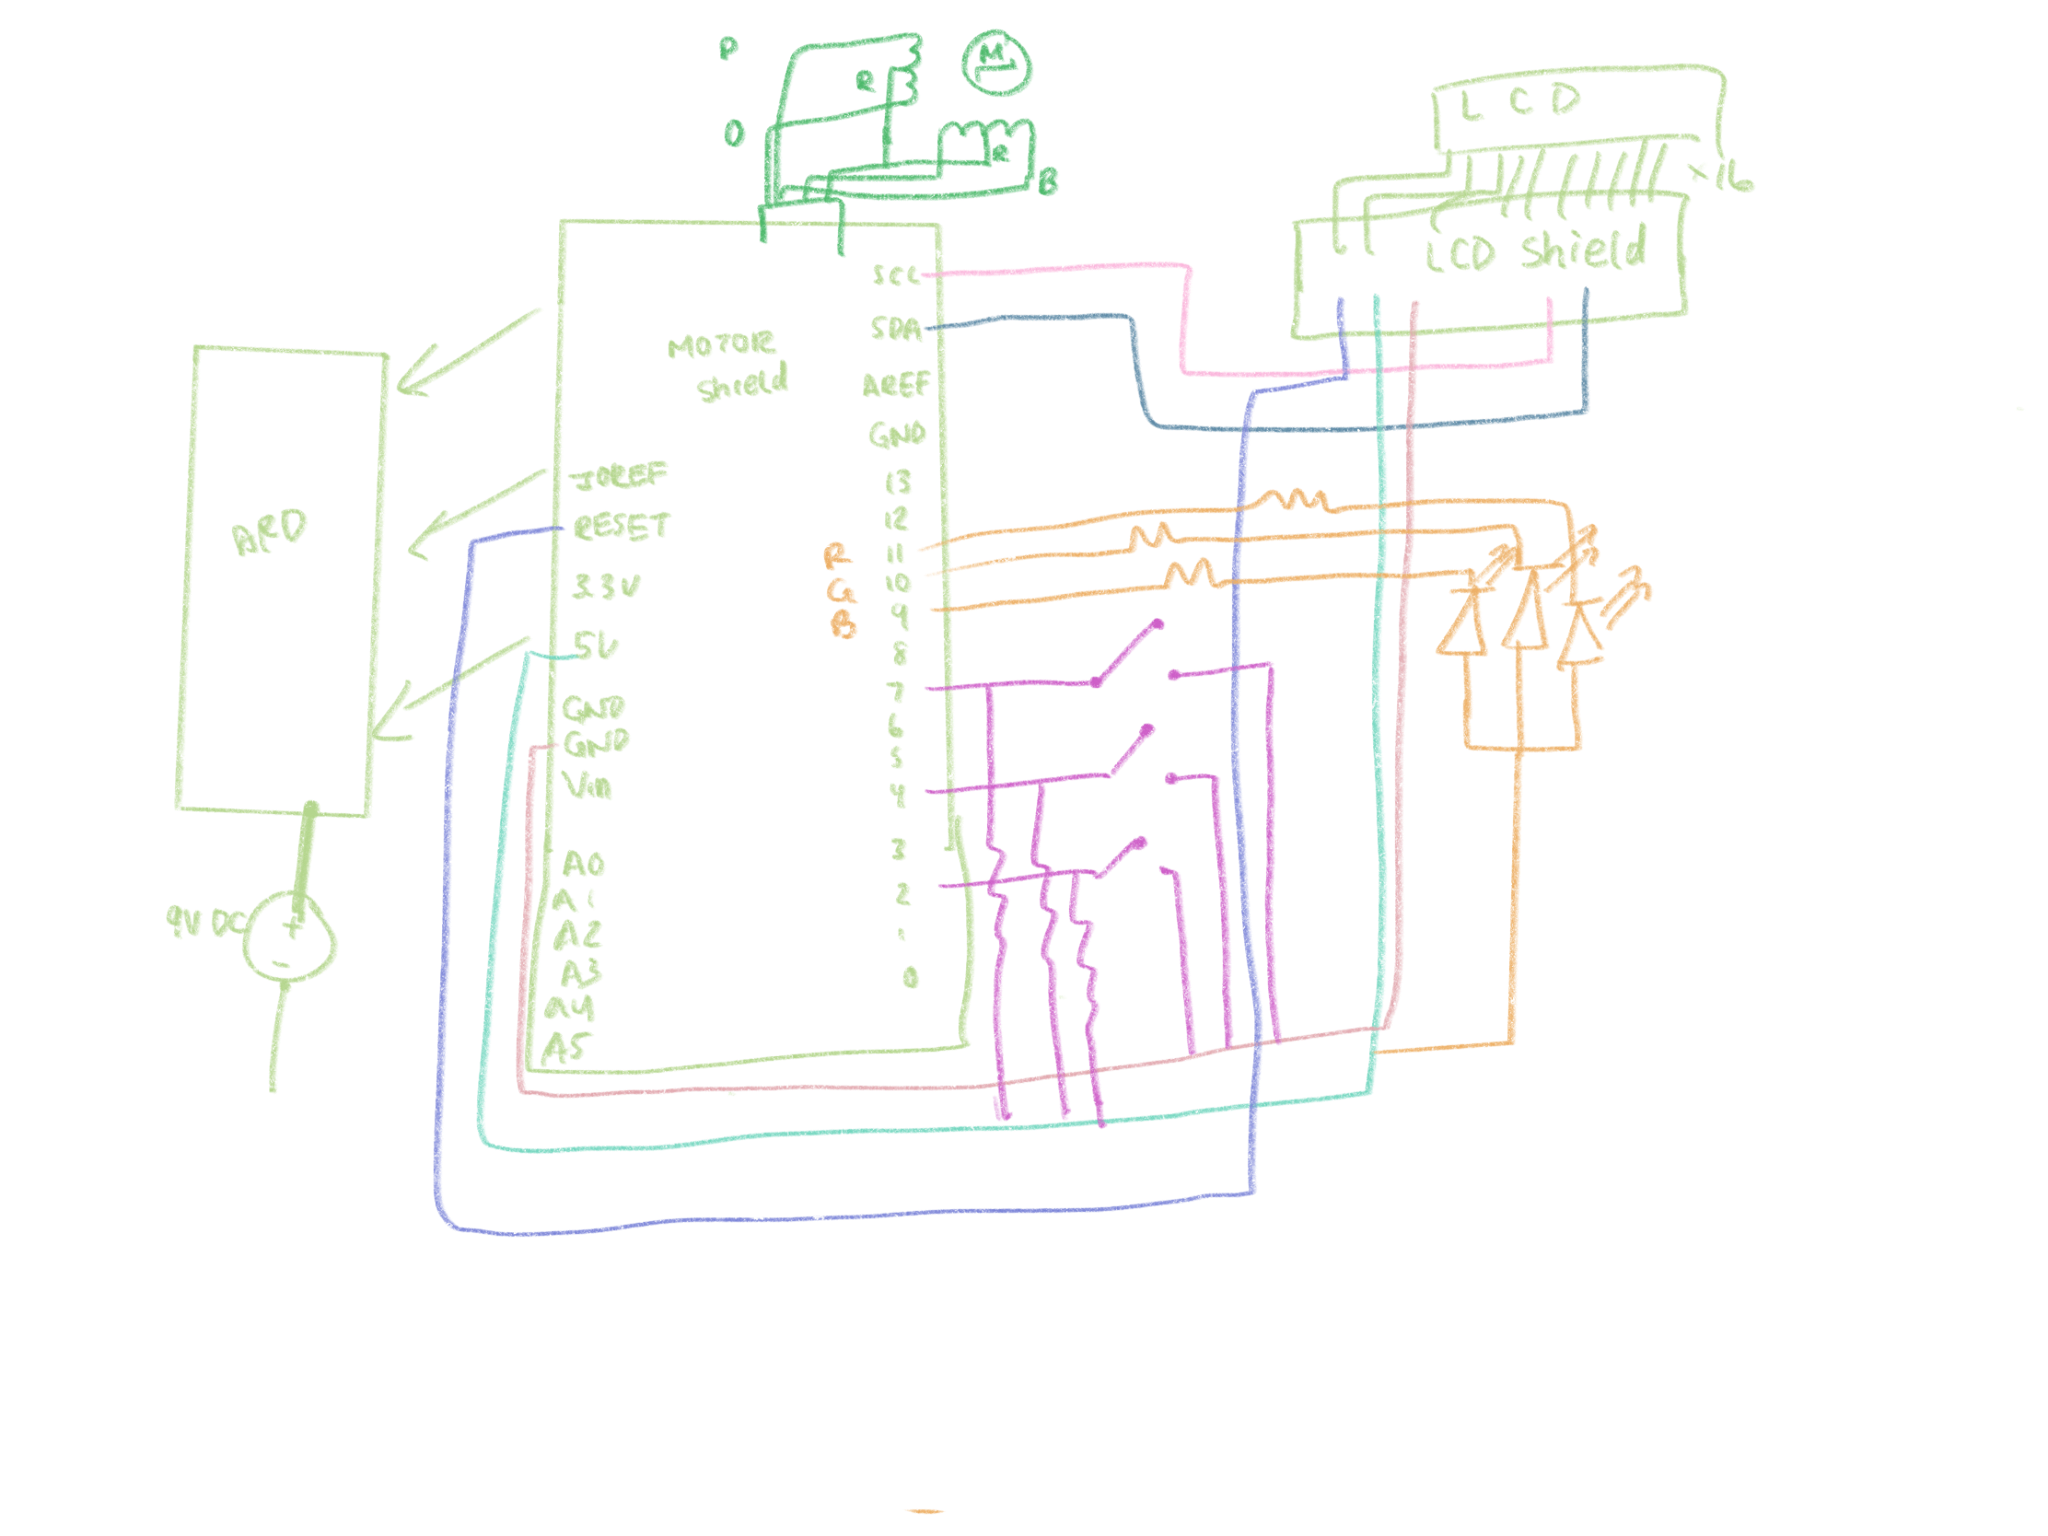 P
R
M
O
R
B
LCD
x16
LCD Shield
SCL
SDA
MOTOR
Shield
AREF
GND
IOREF
13
ARD
RESET
12
R
11
3.3V
G
10
B
9
5V
8
GND
7
GND
6
Vin
5
4
A0
3
A1
2
9V DC
+
-
A2
1
A3
0
A4
A5